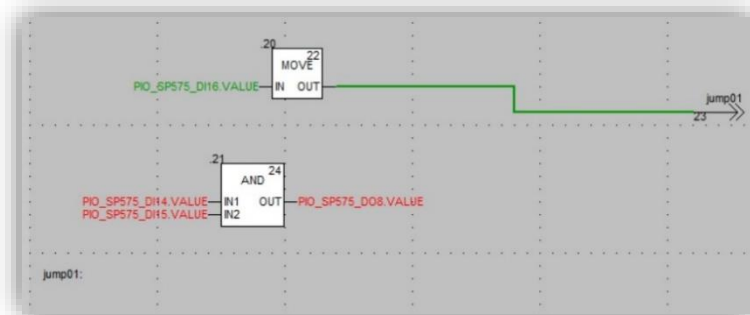 .20
22
MOVE
PIO_SP575_DI16.VALUE IN OUT
jump01
23
.21
24
AND
PIO_SP575_DI14.VALUE IN1 OUT PIO_SP575_DO8.VALUE
PIO_SP575_DI15.VALUE IN2
jump01: